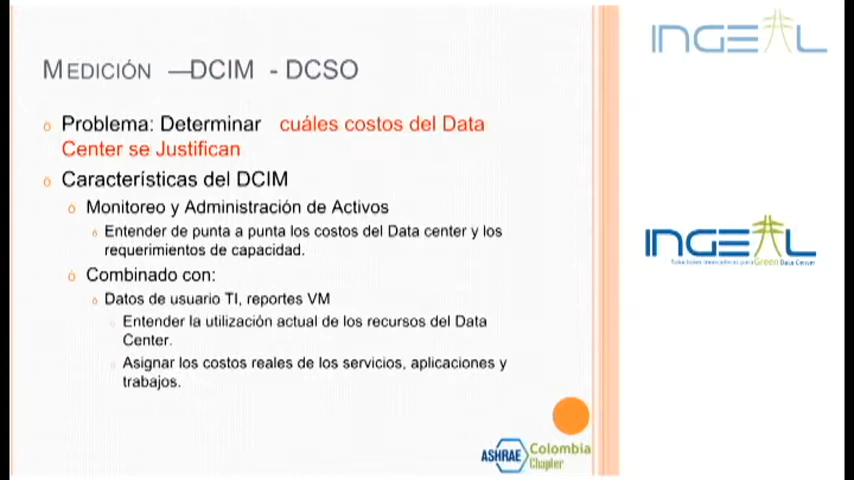 INGEAL
MEDICIÓN —DCIM - DCSO
ö Problema: Determinar cuáles costos del Data
Center se Justifican
ö Características del DCIM
ö Monitoreo y Administración de Activos
ö Entender de punta a punta los costos del Data center y los
requerimientos de capacidad.
ö Combinado con:
ö Datos de usuario TI, reportes VM
Entender la utilización actual de los recursos del Data
Center.
Asignar los costos reales de los servicios, aplicaciones y
trabajos.
INGEAL
Green Data Center
ASHRAE Colombia
Chapter